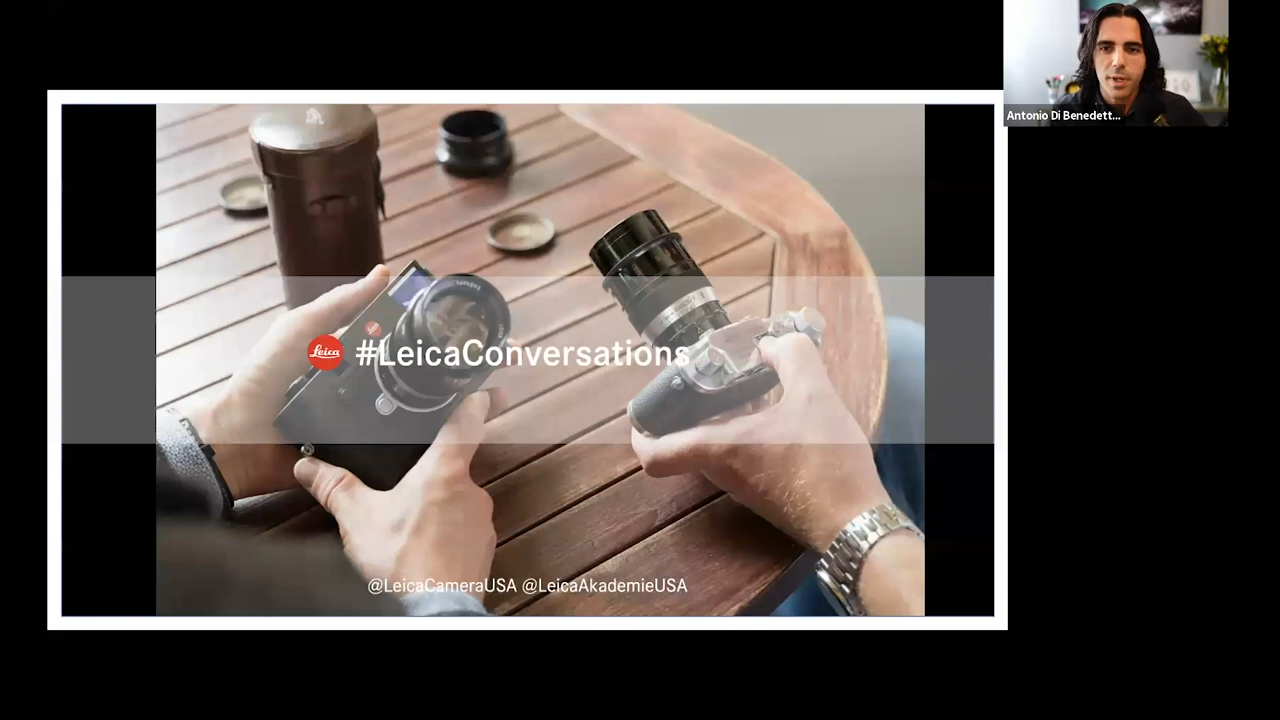 Antonio Di Benedett...
Leica #LeicaConversations
@LeicaCameraUSA @LeicaAkademieUSA